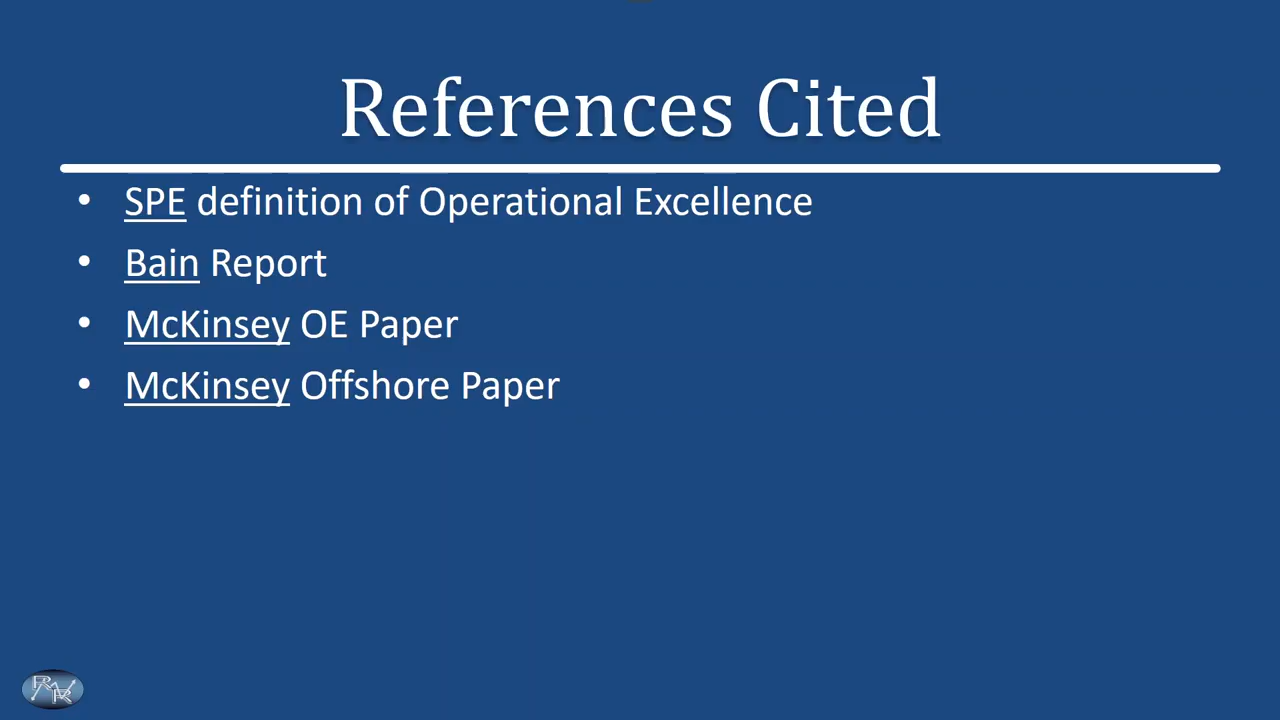 References Cited
• SPE definition of Operational Excellence
• Bain Report
• McKinsey OE Paper
• McKinsey Offshore Paper
R R